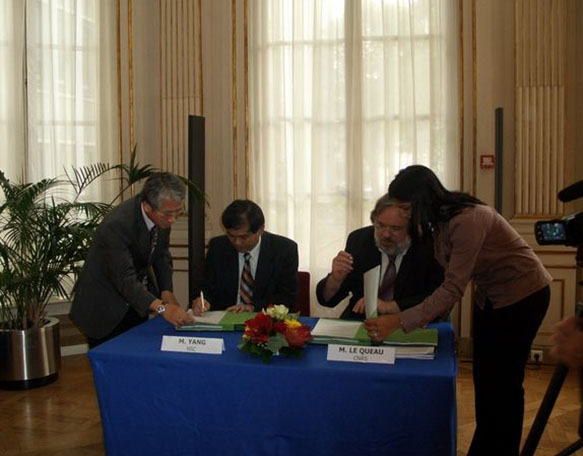 M. YANG
NSC
M. LE QUEAU
CNRS